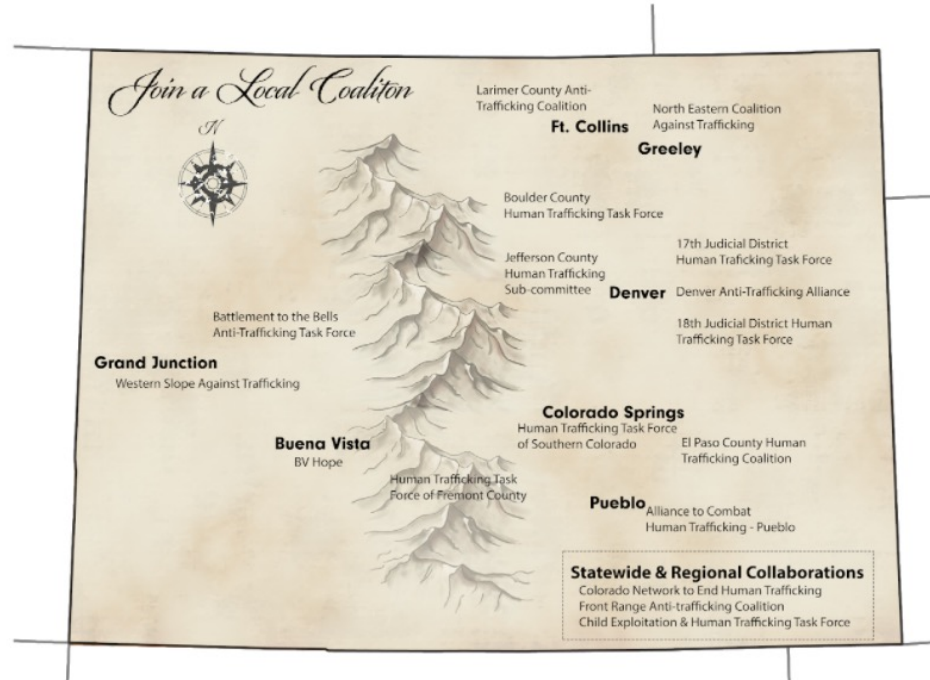 Join a Local Coaliton
N
Larimer County Anti-
Trafficking Coalition
Ft. Collins
North Eastern Coalition
Against Trafficking
Greeley
Boulder County
Human Trafficking Task Force
Jefferson County
Human Trafficking
Sub-committee
Denver
17th Judicial District
Human Traficking Task Force
Denver Anti-Trafficking Alliance
18th Judicial District Human
Trafficking Task Force
Battlement to the Bells
Anti-Trafficking Task Force
Grand Junction
Western Slope Against Trafficking
Colorado Springs
Human Trafficking Task Force
of Southern Colorado
El Paso County Human
Trafficking Coalition
Buena Vista
BV Hope
Human Trafficking Task
Force of Fremont County
Pueblo
Alliance to Combat
Human Trafficking - Pueblo
Statewide & Regional Collaborations
Colorado Network to End Human Trafficking
Front Range Anti-trafficking Coalition
Child Exploitation & Human Trafficking Task Force